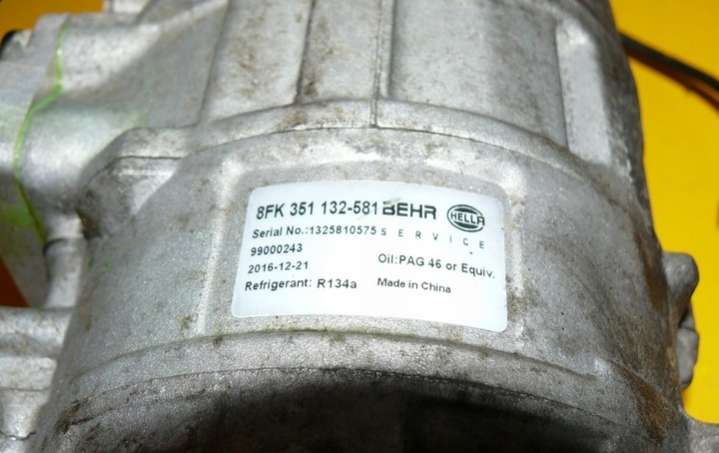 8FK 351 132-581 BEHR HELLA
Serial No.:1325810575 SERVICE
99000243
Oil:PAG 46 or Equiv.
2016-12-21
Refrigerant: R134a
Made in China